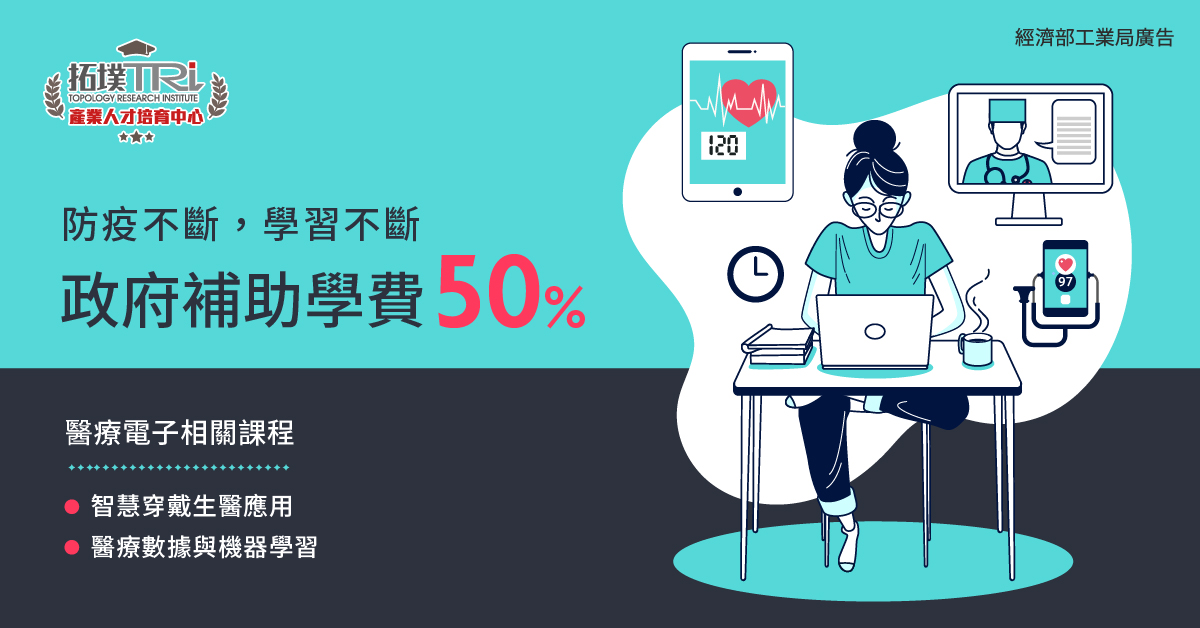 經濟部工業局廣告
拓墣TTRi
TOPOLOGY RESEARCH INSTITUTE
產業人才培育中心
防疫不斷，學習不斷
政府補助學費50%
120
97
醫療電子相關課程
智慧穿戴生醫應用
醫療數據與機器學習